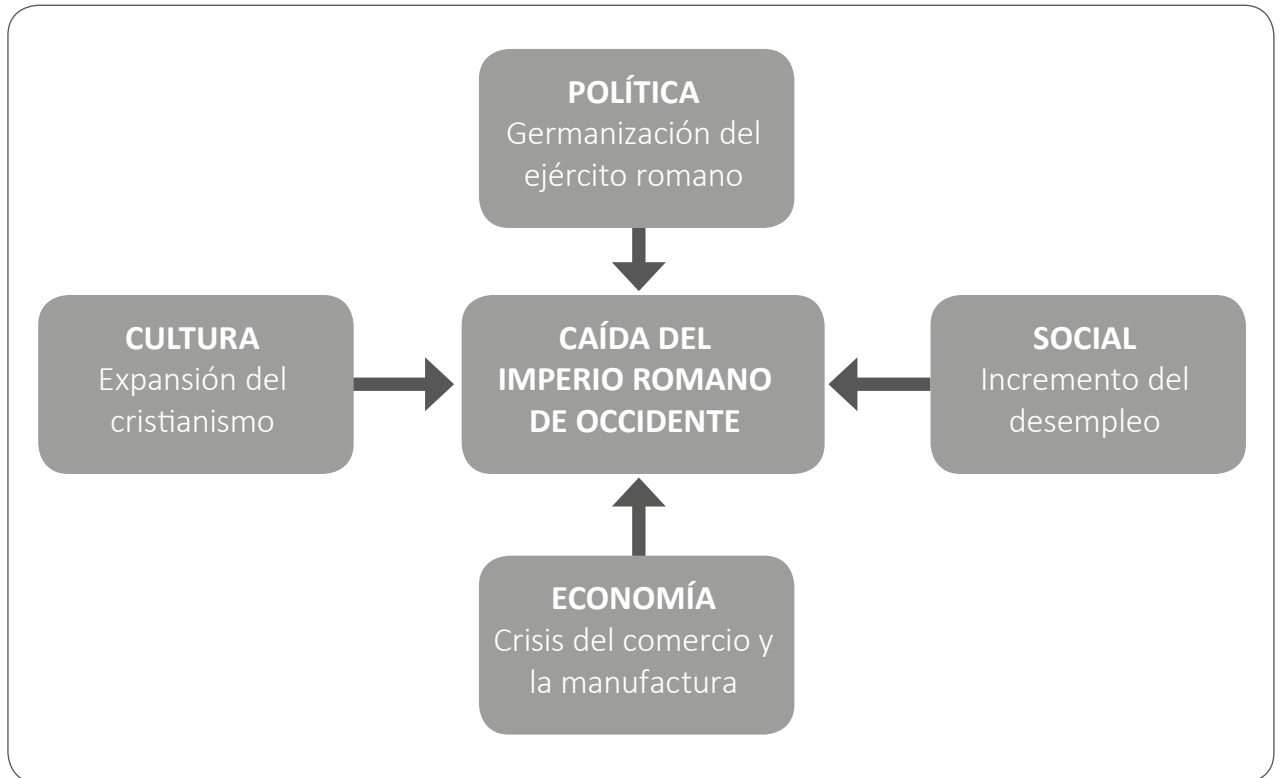 POLÍTICA
Germanización del
ejército romano
CULTURA
Expansión del
cristianismo
CAÍDA DEL
IMPERIO ROMANO
DE OCCIDENTE
SOCIAL
Incremento del
desempleo
ECONOMÍA
Crisis del comercio y
la manufactura